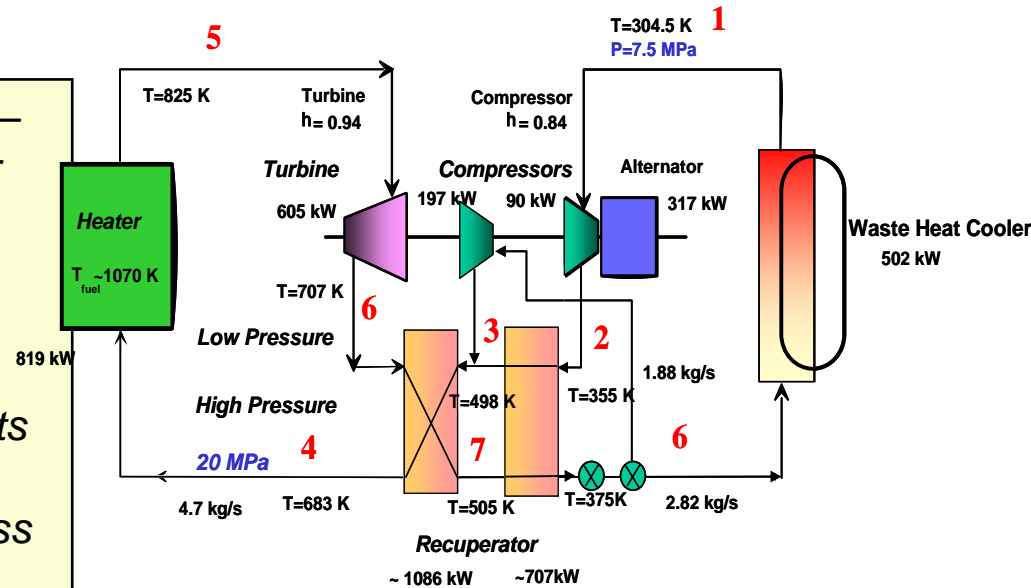 T=304.5 K
1
P=7.5 MPa
5
T=825 K
Turbine
h = 0.94
Compressor
h = 0.84
Turbine
Compressors
Alternator
605 kW
197 kW
90 kW
317 kW
Heater
T fuel ~1070 K
Waste Heat Cooler
502 kW
T=707 K
6
3
2
Low Pressure
819 kW
1.88 kg/s
T=498 K
T=355 K
High Pressure
ts
4
7
6
20 MPa
T=375K
4.7 kg/s
T=683 K
T=505 K
2.82 kg/s
ss
Recuperator
~ 1086 kW
~707kW